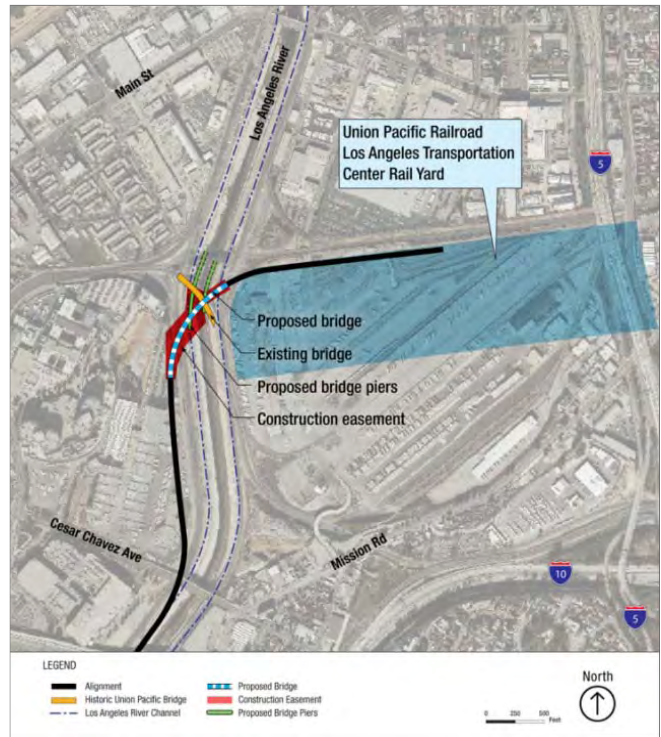 Main St
Los Angeles River
Union Pacific Railroad
Los Angeles Transportation
Center Rail Yard
5
Proposed bridge
Existing bridge
Proposed bridge piers
Construction easement
Cesar Chavez Ave
Mission Rd
10
5
LEGEND
Alignment
Historic Union Pacific Bridge
Los Angeles River Channel
Proposed Bridge
Construction Easement
Proposed Bridge Piers
0 250 500
Feet
North